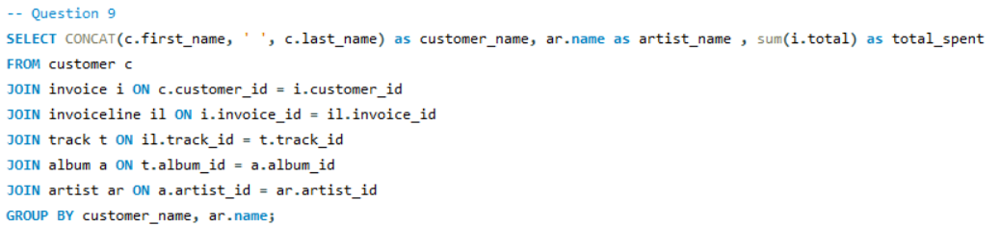 -- Question 9
SELECT CONCAT(c.first_name, ' ', c.last_name) as customer_name, ar.name as artist_name , sum(i.total) as total_spent
FROM customer c
JOIN invoice i ON c.customer_id = i.customer_id
JOIN invoiceline il ON i.invoice_id = il.invoice_id
JOIN track t ON il.track_id = t.track_id
JOIN album a ON t.album_id = a.album_id
JOIN artist ar ON a.artist_id = ar.artist_id
GROUP BY customer_name, ar.name;